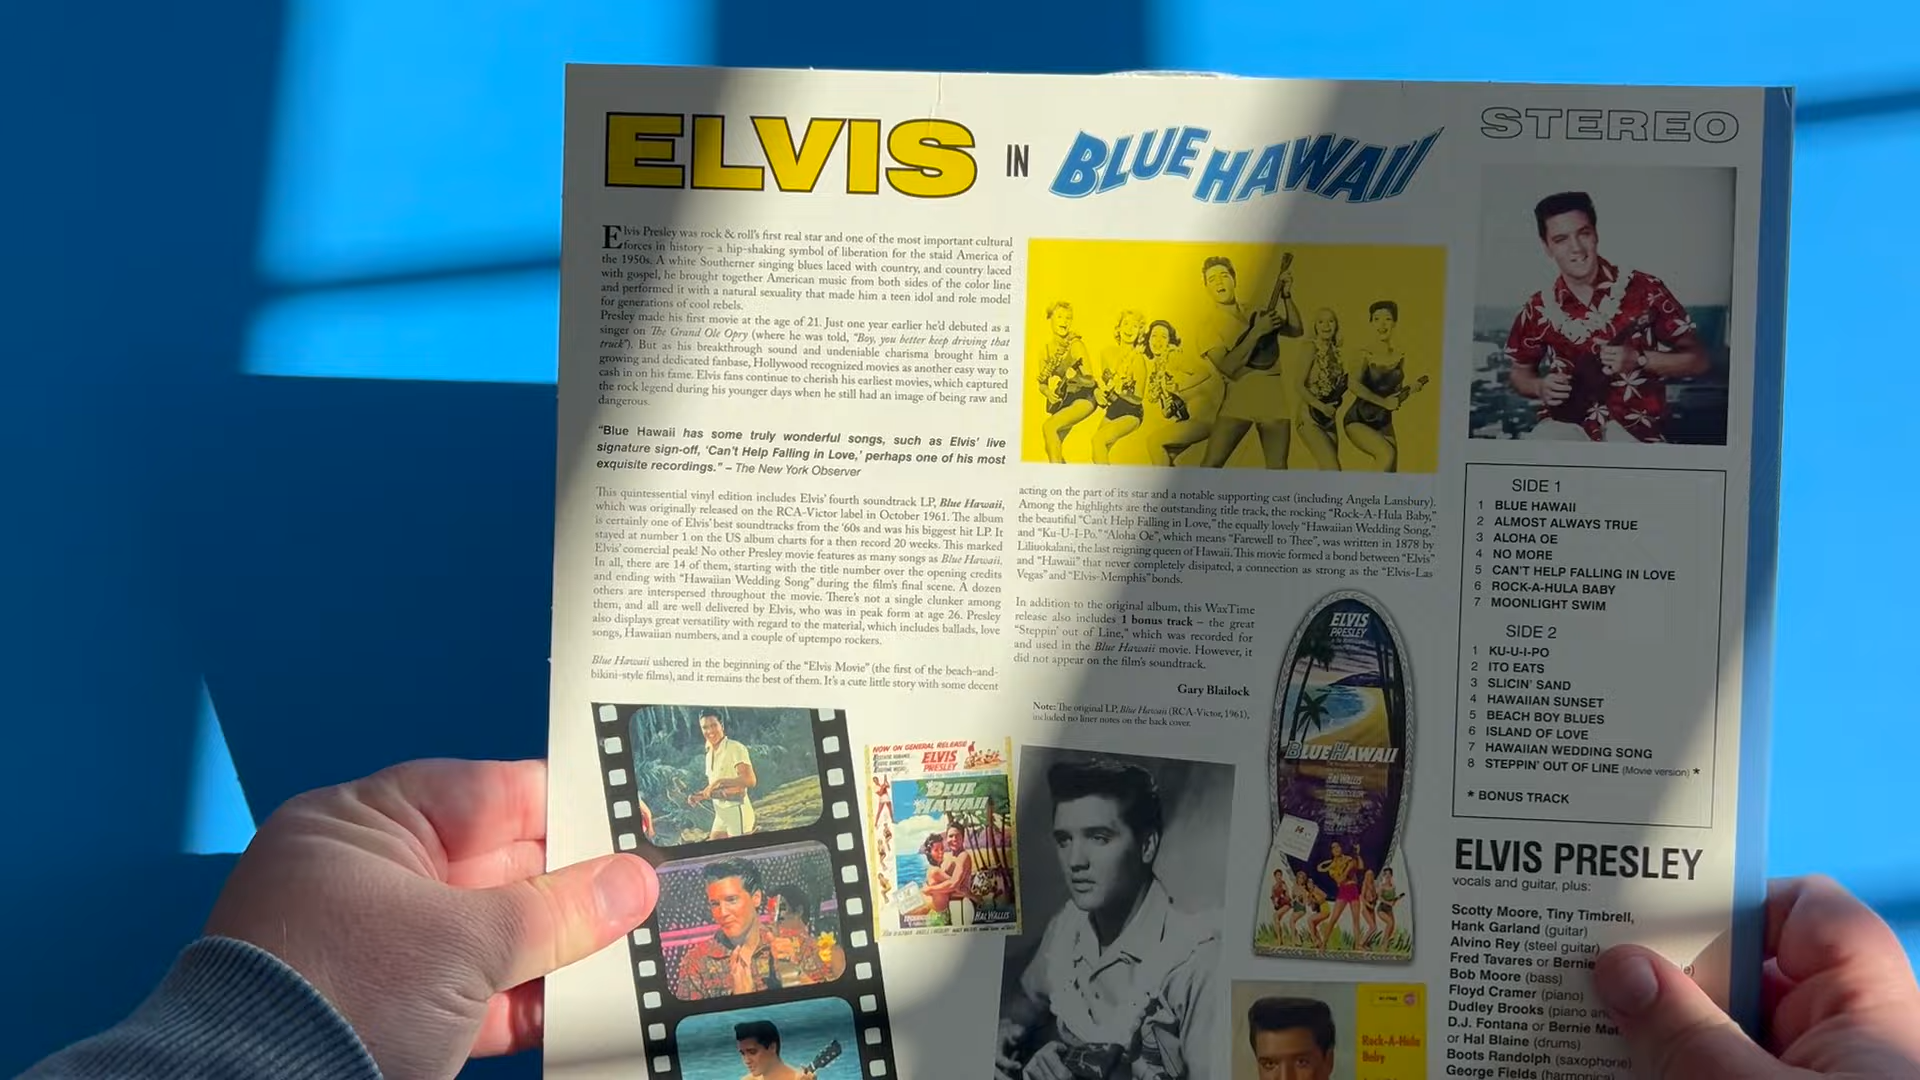 ELVIS IN BLUE HAWAII
STEREO
Elvis Presley was rock & roll's first real star and one of the most important cultural
forces in history – a hip-shaking symbol of liberation for the staid America of
the 1950s. A white Southerner singing blues laced with country, and country laced
with gospel, he brought together American music from both sides of the color line
and performed it with a natural sexuality that made him a teen idol and role model
for generations of cool rebels.
Presley made his first movie at the age of 21. Just one year earlier he'd debuted as a
singer on The Grand Ole Opry (where he was told, "Boy, you better keep driving that
truck"). But as his breakthrough sound and undeniable charisma brought him a
growing and dedicated fanbase, Hollywood recognized movies as another easy way to
cash in on his fame. Elvis fans continue to cherish his earliest movies, which captured
the rock legend during his younger days when he still had an image of being raw and
dangerous.
"Blue Hawaii has some truly wonderful songs, such as Elvis' live
signature sign-off, 'Can't Help Falling in Love,' perhaps one of his most
exquisite recordings." – The New York Observer
This quintessential vinyl edition includes Elvis' fourth soundtrack LP, Blue Hawaii,
which was originally released on the RCA-Victor label in October 1961. The album
is certainly one of Elvis' best soundtracks from the '60s and was his biggest hit LP. It
stayed at number 1 on the US album charts for a then record 20 weeks. This marked
Elvis' comercial peak! No other Presley movie features as many songs as Blue Hawaii.
In all, there are 14 of them, starting with the title number over the opening credits
and ending with "Hawaiian Wedding Song" during the film's final scene. A dozen
others are interspersed throughout the movie. There's not a single clunker among
them, and all are well delivered by Elvis, who was in peak form at age 26. Presley
also displays great versatility with regard to the material, which includes ballads, love
songs, Hawaiian numbers, and a couple of uptempo rockers.
Blue Hawaii ushered in the beginning of the "Elvis Movie" (the first of the beach-and-
bikini-style films), and it remains the best of them. It's a cute little story with some decent
acting on the part of its star and a notable supporting cast (including Angela Lansbury).
Among the highlights are the outstanding title track, the rocking "Rock-A-Hula Baby,"
the beautiful "Can't Help Falling in Love," the equally lovely "Hawaiian Wedding Song,"
and "Ku-U-I-Po." "Aloha Oe", which means "Farewell to Thee", was written in 1878 by
Liliuokalani, the last reigning queen of Hawaii. This movie formed a bond between "Elvis"
and "Hawaii" that never completely disipated, a connection as strong as the "Elvis-Las
Vegas" and "Elvis-Memphis" bonds.
In addition to the original album, this WaxTime
release also includes 1 bonus track – the great
"Steppin' out of Line," which was recorded for
and used in the Blue Hawaii movie. However, it
did not appear on the film's soundtrack.
Gary Blailock
Note: The original LP, Blue Hawaii (RCA-Victor, 1961),
included no liner notes on the back cover.
NOW ON GENERAL RELEASE
ELVIS
PRESLEY
BLUE
HAWAII
HAL WALLIS
ELVIS
PRESLEY
BLUE HAWAII
HAL WALLIS
Rock-A-Hula
Baby
SIDE 1
1 BLUE HAWAII
2 ALMOST ALWAYS TRUE
3 ALOHA OE
4 NO MORE
5 CAN'T HELP FALLING IN LOVE
6 ROCK-A-HULA BABY
7 MOONLIGHT SWIM
SIDE 2
1 KU-U-I-PO
2 ITO EATS
3 SLICIN' SAND
4 HAWAIIAN SUNSET
5 BEACH BOY BLUES
6 ISLAND OF LOVE
7 HAWAIIAN WEDDING SONG
8 STEPPIN' OUT OF LINE (Movie version) *
* BONUS TRACK
ELVIS PRESLEY
vocals and guitar, plus:
Scotty Moore, Tiny Timbrell,
Hank Garland (guitar)
Alvino Rey (steel guitar)
Fred Tavares or Bernie
Bob Moore (bass)
Floyd Cramer (piano)
Dudley Brooks (piano
D.J. Fontana or Bernie
or Hal Blaine (drums)
Boots Randolph (saxophone)
George Fields (harmonica)